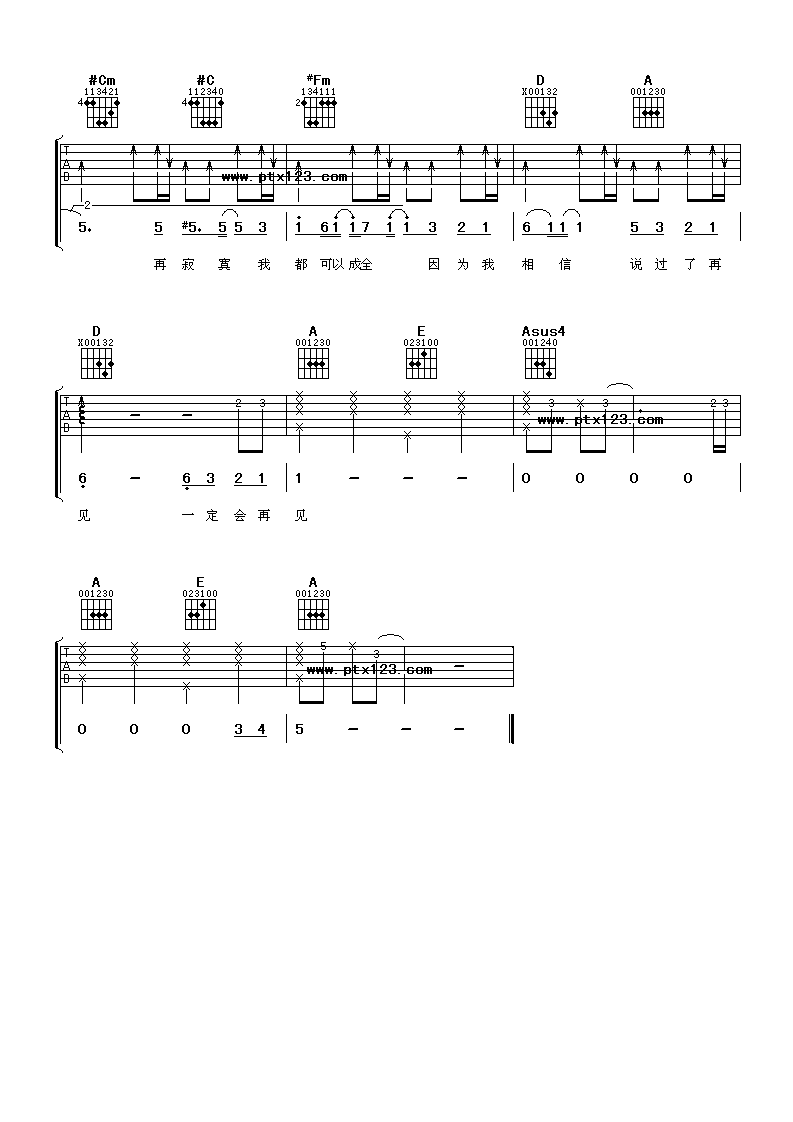 #Cm #C #Fm D A
113421 112340 134111 X00132 001230
4 4 2
T
A
B
www.ptx123.com
2
5. 5 #5. 5 5 3 1 6 1 1 7 1 1 3 2 1 6 1 1 1 5 3 2 1
再 寂 寞 我 都 可以 成全 因 为 我 相 信 说 过 了 再
D A E Asus4
X00132 001230 023100 001240
T
A
B
2 3 3 3 2 3
www.ptx123.com
6 - 6 3 2 1 1 - - - 0 0 0 0
见 一 定 会 再 见
A E A
001230 023100 001230
T
A
B
5 3 -
www.ptx123.com
0 0 0 3 4 5 - - -